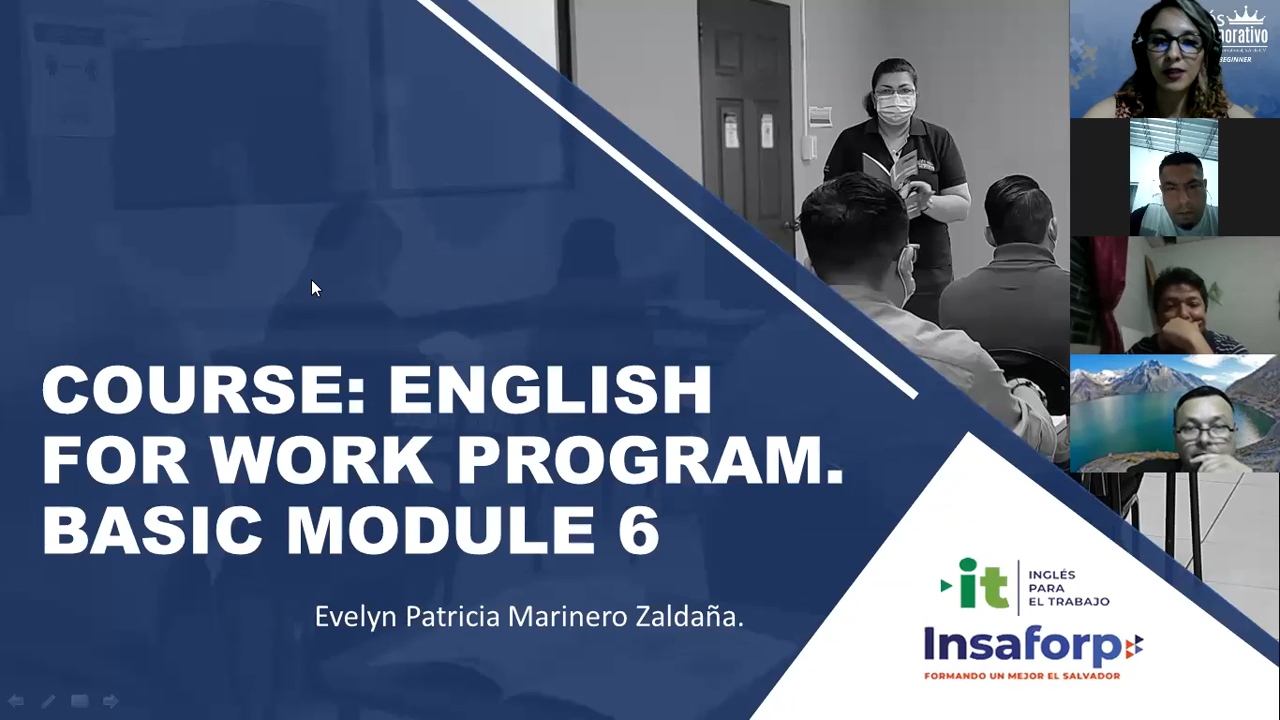 COURSE: ENGLISH
FOR WORK PROGRAM.
BASIC MODULE 6
Evelyn Patricia Marinero Zaldaña.
it
INGLÉS
PARA
EL TRABAJO
Insaforp
FORMANDO UN MEJOR EL SALVADOR
BEGINNER